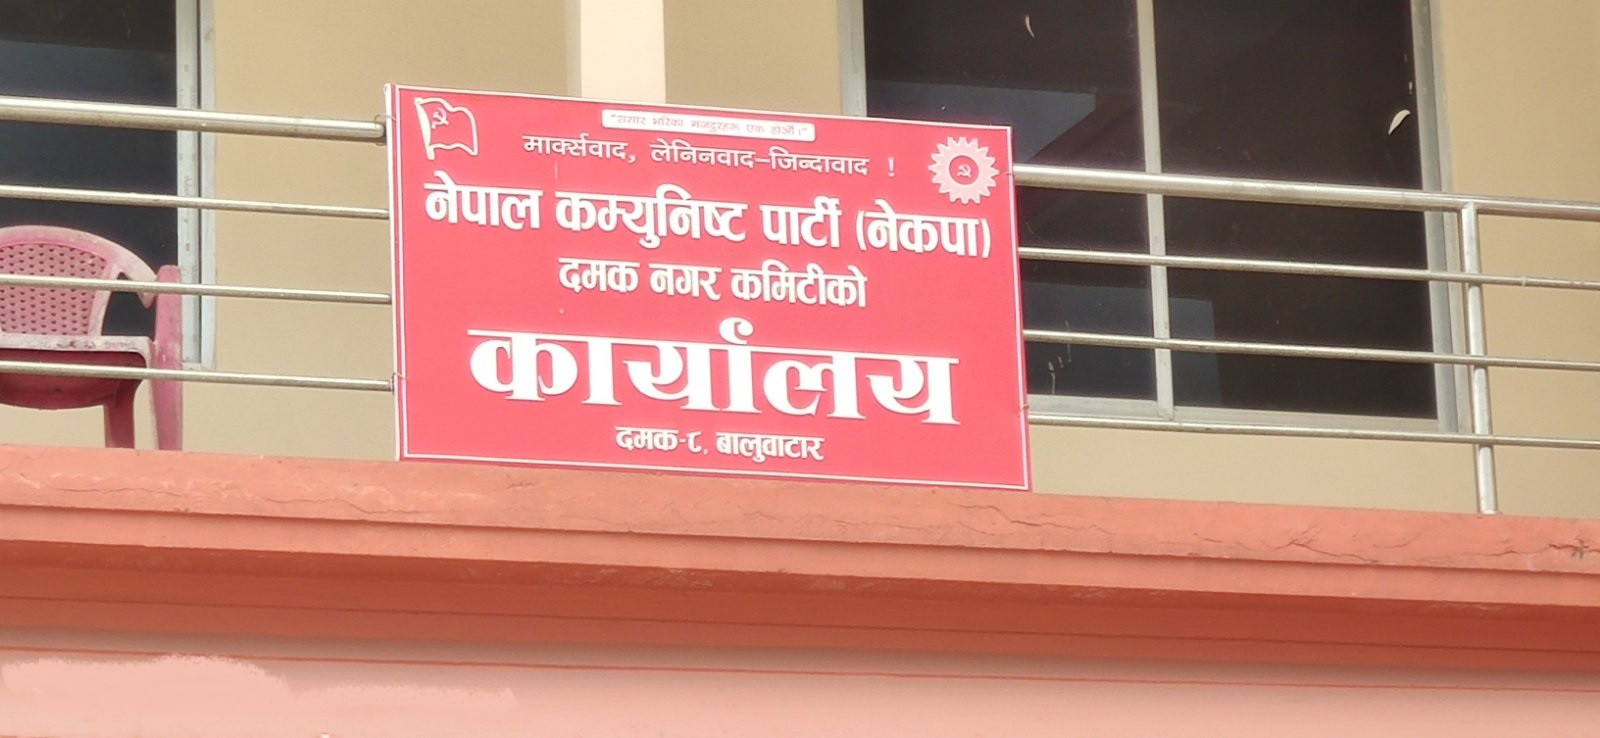 "संसार भरिका मजदुरहरू एक होऔं।"
मार्क्सवाद, लेनिनवाद-जिन्दावाद !
नेपाल कम्युनिष्ट पार्टी (नेकपा)
दमक नगर कमिटीको
कार्यालय
दमक-८, बालुवाटार